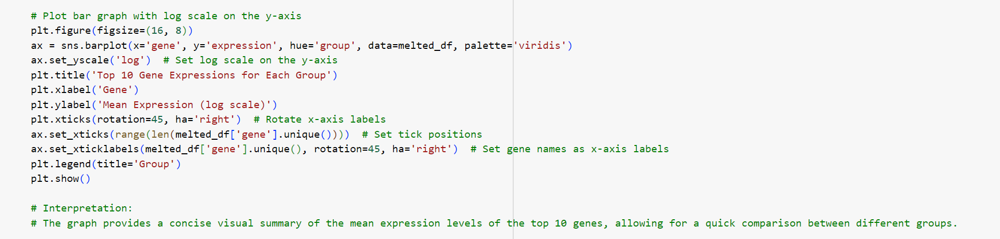 # Plot bar graph with log scale on the y-axis
plt.figure(figsize=(16, 8))
ax = sns.barplot(x='gene', y='expression', hue='group', data=melted_df, palette='viridis')
ax.set_yscale('log')  # Set log scale on the y-axis
plt.title('Top 10 Gene Expressions for Each Group')
plt.xlabel('Gene')
plt.ylabel('Mean Expression (log scale)')
plt.xticks(rotation=45, ha='right')  # Rotate x-axis labels
ax.set_xticks(range(len(melted_df['gene'].unique())))  # Set tick positions
ax.set_xticklabels(melted_df['gene'].unique(), rotation=45, ha='right')  # Set gene names as x-axis labels
plt.legend(title='Group')
plt.show()
# Interpretation:
# The graph provides a concise visual summary of the mean expression levels of the top 10 genes, allowing for a quick comparison between different groups.